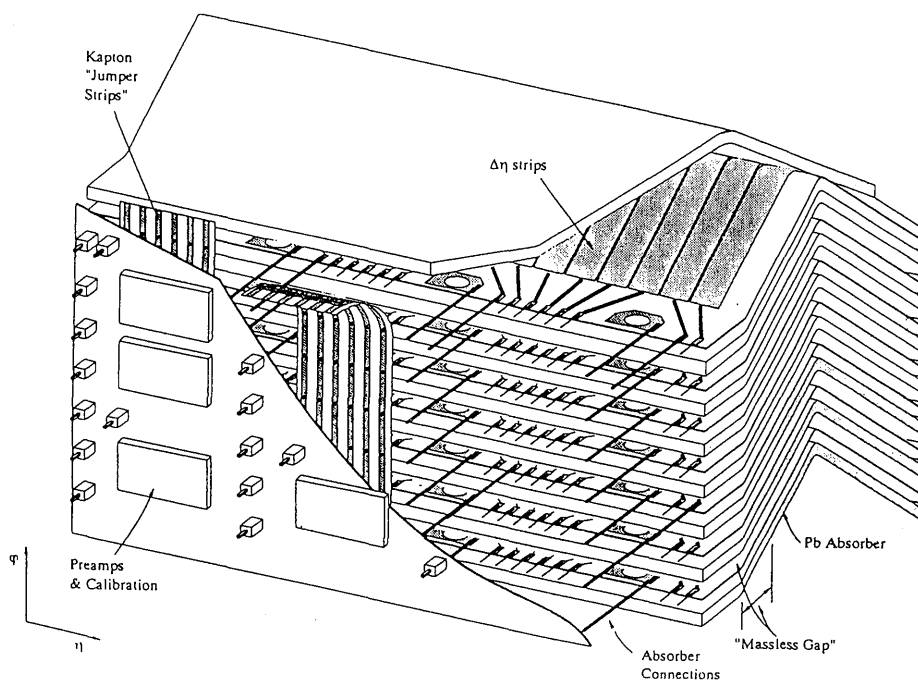 Kapton
"Jumper
Strips"
Δη strips
Pb Absorber
φ
Preamps
& Calibration
"Massless Gap"
η
Absorber
Connections